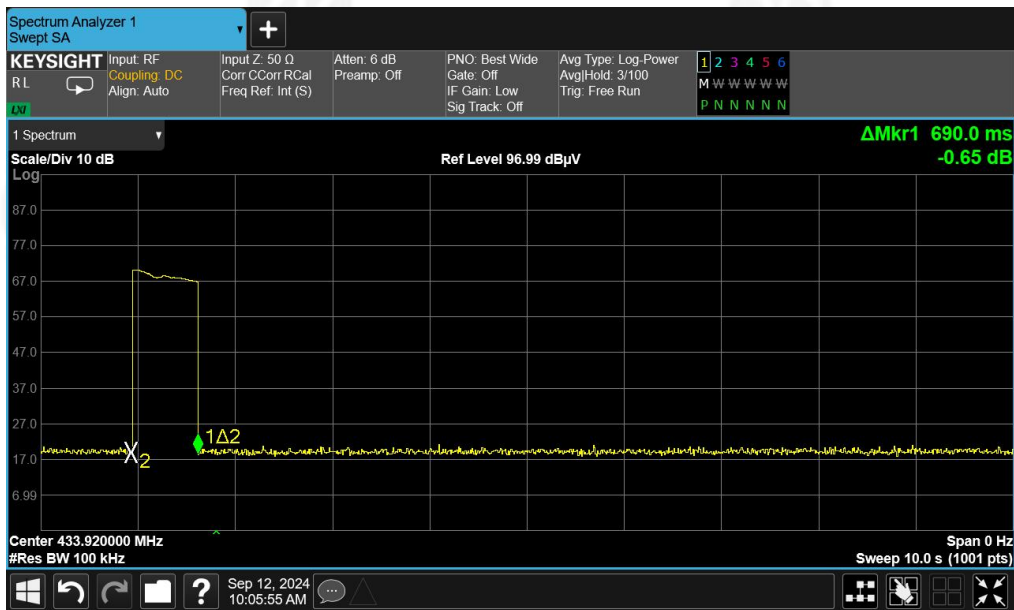 Spectrum Analyzer 1
Swept SA
+
KEYSIGHT
RL
LXI
Input: RF
Coupling: DC
Align: Auto
Input Z: 50 Ω
Corr CCorr RCal
Freq Ref: Int (S)
Atten: 6 dB
Preamp: Off
PNO: Best Wide
Gate: Off
IF Gain: Low
Sig Track: Off
Avg Type: Log-Power
Avg|Hold: 3/100
Trig: Free Run
1 2 3 4 5 6
M W W W W W
P N N N N N
1 Spectrum
ΔMkr1 690.0 ms
-0.65 dB
Scale/Div 10 dB
Ref Level 96.99 dBµV
Log
87.0
77.0
67.0
57.0
47.0
37.0
27.0
17.0
6.99
1Δ2
X2
Center 433.920000 MHz
Span 0 Hz
#Res BW 100 kHz
Sweep 10.0 s (1001 pts)
?
Sep 12, 2024
10:05:55 AM